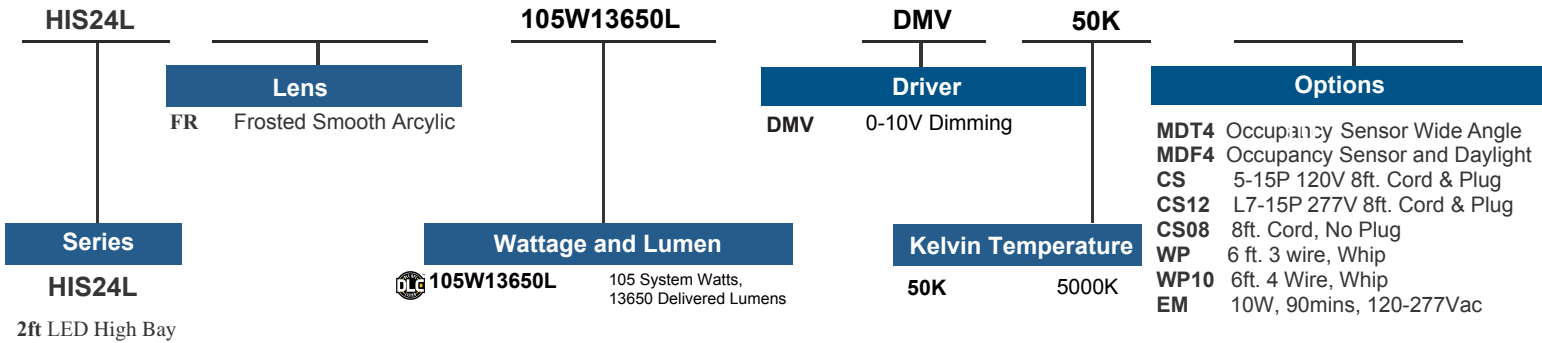 HIS24L 105W13650L DMV 50K
Lens
FR Frosted Smooth Arcylic
Driver
DMV 0-10V Dimming
Options
MDT4 Occupancy Sensor Wide Angle
MDF4 Occupancy Sensor and Daylight
CS 5-15P 120V 8ft. Cord & Plug
CS12 L7-15P 277V 8ft. Cord & Plug
CS08 8ft. Cord, No Plug
WP 6 ft. 3 wire, Whip
WP10 6ft. 4 Wire, Whip
EM 10W, 90mins, 120-277Vac
Series
HIS24L
2ft LED High Bay
Wattage and Lumen
DLC 105W13650L 105 System Watts,
13650 Delivered Lumens
Kelvin Temperature
50K 5000K